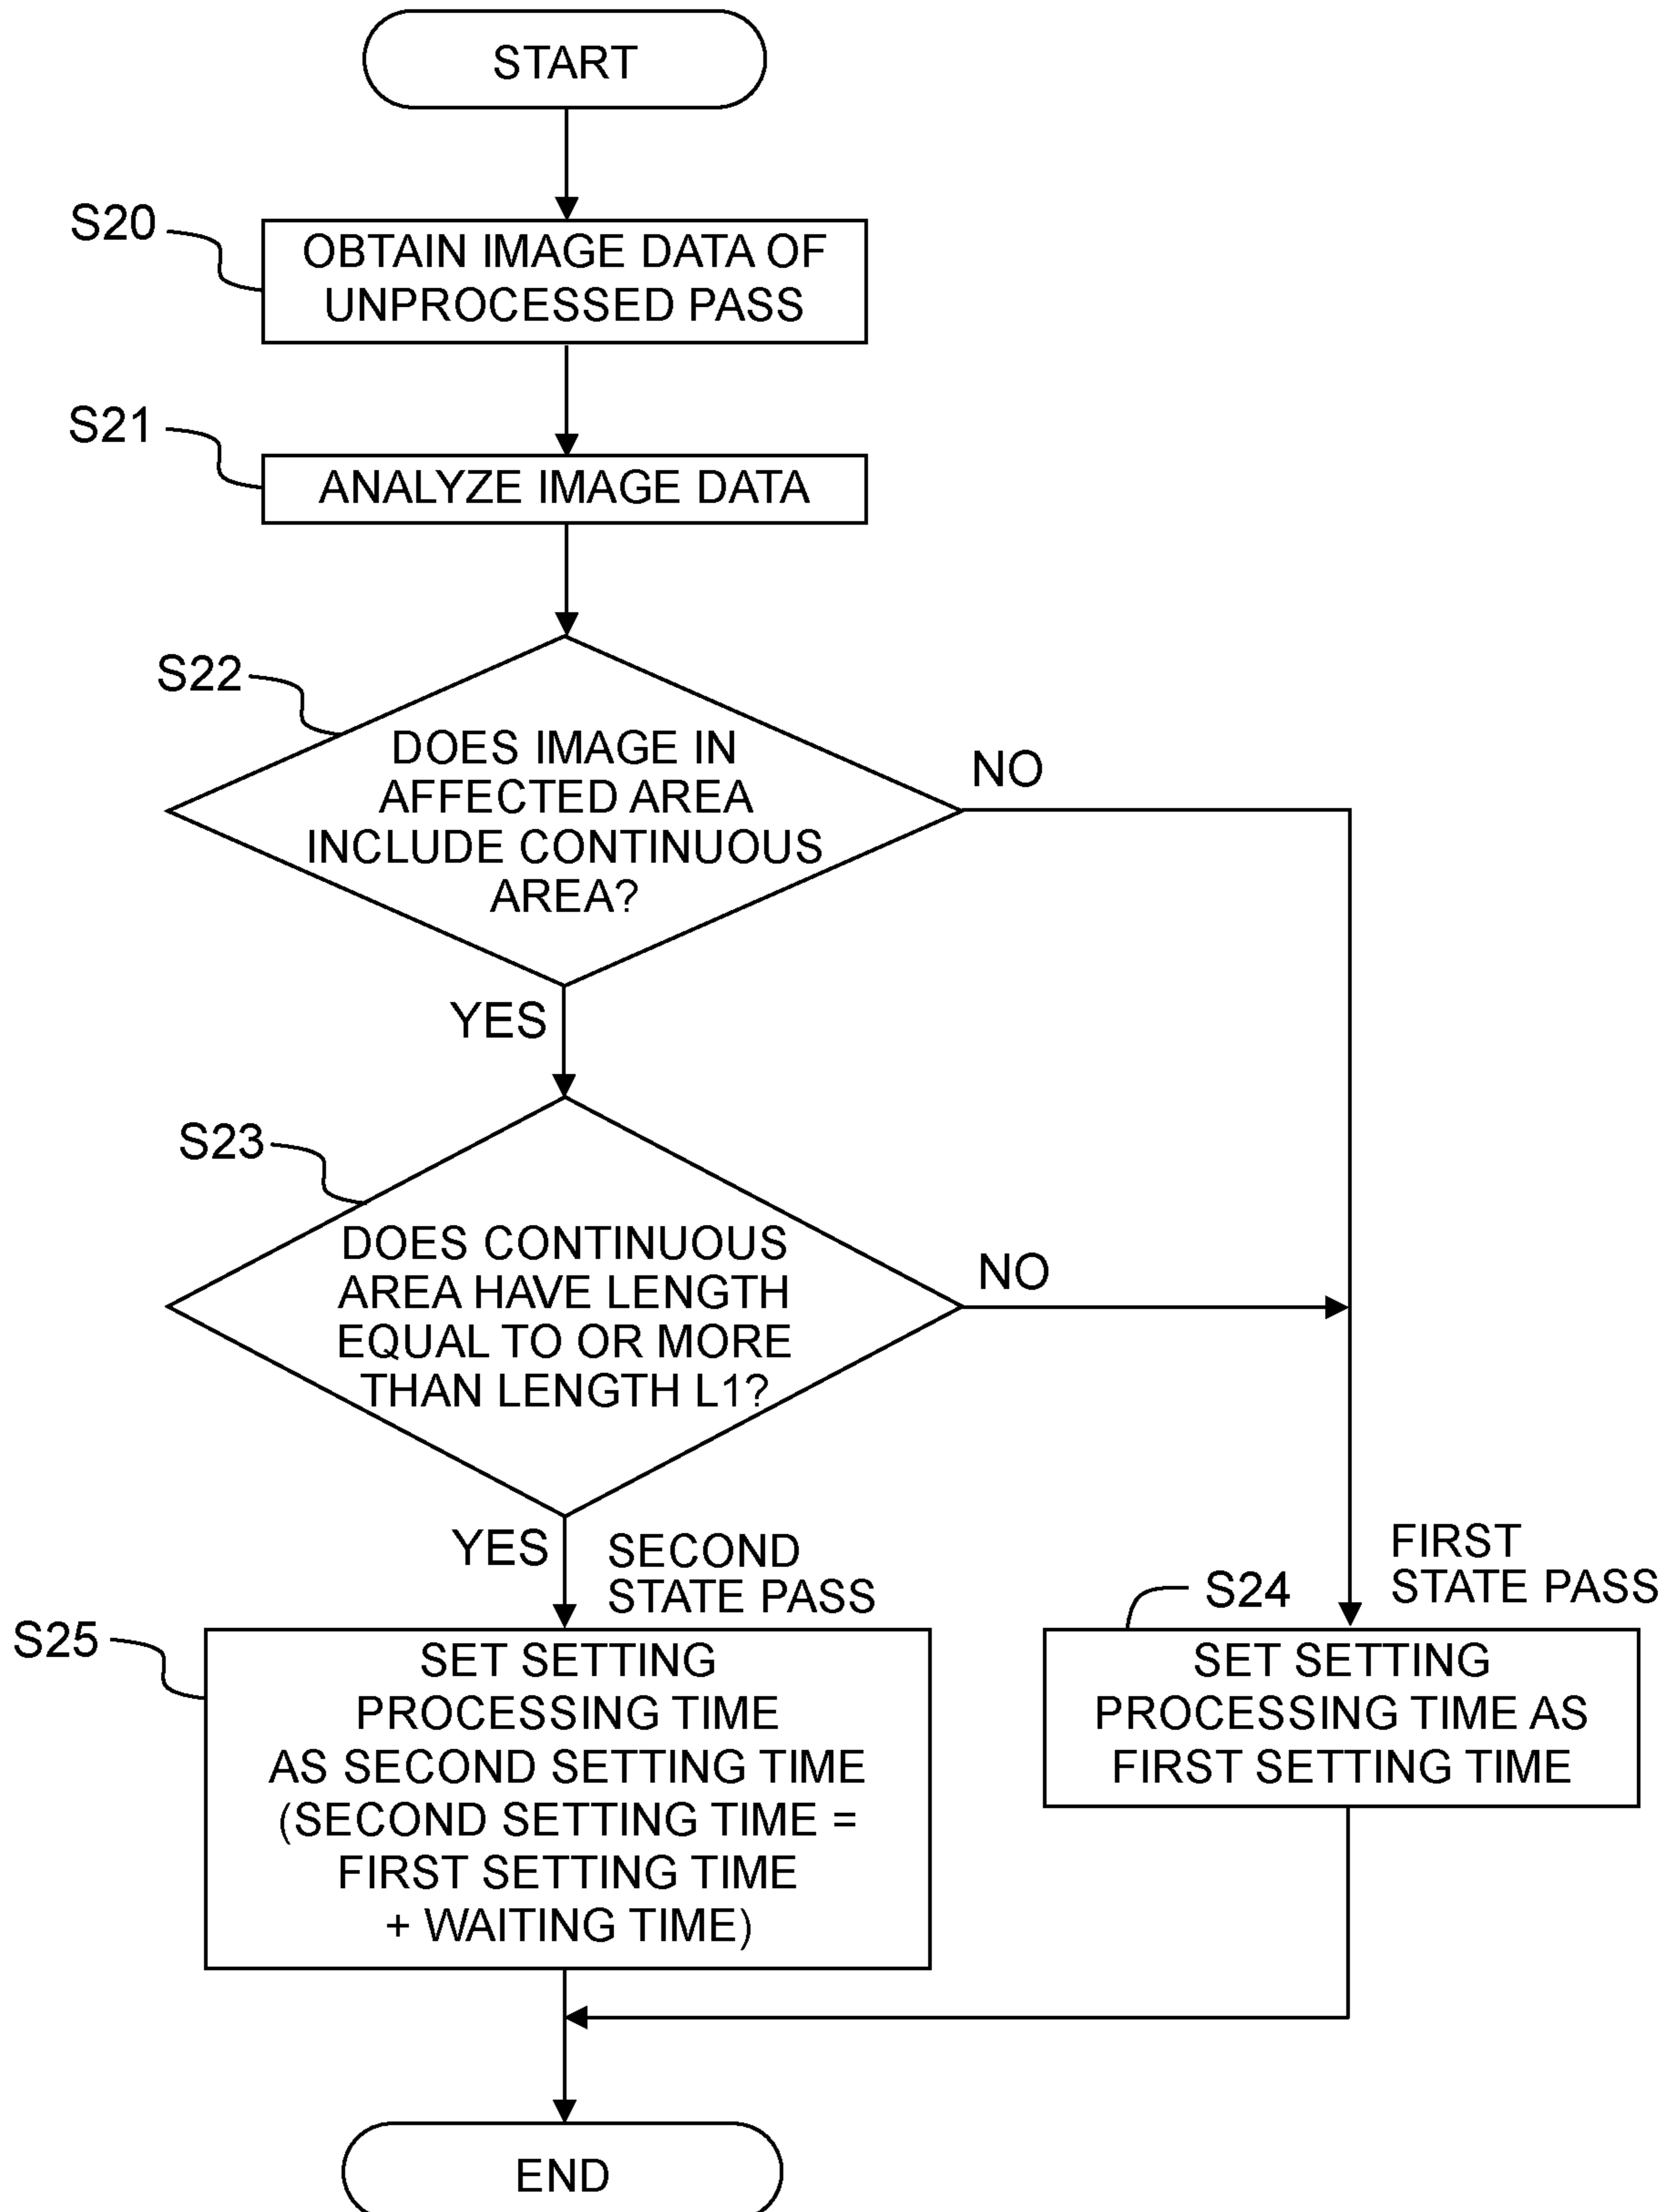 START
S20
OBTAIN IMAGE DATA OF
UNPROCESSED PASS
S21
ANALYZE IMAGE DATA
S22
DOES IMAGE IN
AFFECTED AREA
INCLUDE CONTINUOUS
AREA?
NO
YES
S23
DOES CONTINUOUS
AREA HAVE LENGTH
EQUAL TO OR MORE
THAN LENGTH L1?
NO
YES
SECOND
STATE PASS
FIRST
STATE PASS
S25
SET SETTING
PROCESSING TIME
AS SECOND SETTING TIME
(SECOND SETTING TIME =
FIRST SETTING TIME
+ WAITING TIME)
S24
SET SETTING
PROCESSING TIME AS
FIRST SETTING TIME
END